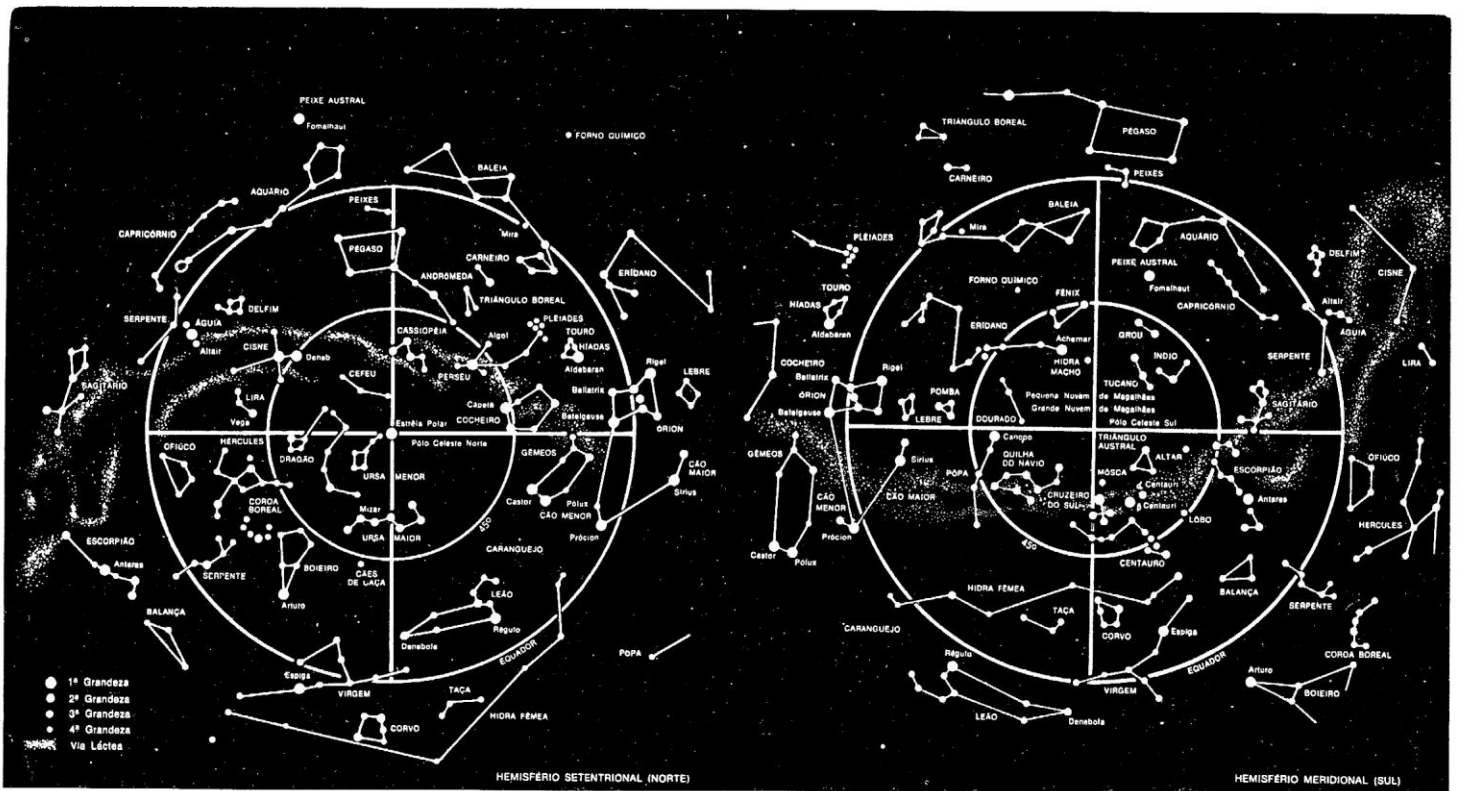 PEIXE AUSTRAL
Fomalhaut
FORNO QUÍMICO
BALEIA
AQUÁRIO
PEIXES
CAPRICÓRNIO
PÉGASO
Mira
CARNEIRO
ANDRÔMEDA
ERÍDANO
TRIÂNGULO BOREAL
DELFIM
SERPENTE
ÁGUIA
Altair
CISNE
Deneb
CASSIOPÉIA
Algol
PLÊIADES
TOURO
HÍADAS
Aldebaran
PERSEU
Rigel
Bellatrix
LEBRE
SAGITÁRIO
CEFEU
LIRA
Vega
Capela
COCHEIRO
Betelgeuse
ÓRION
Estrêla Polar
Pólo Celeste Norte
OFIÚCO
HÉRCULES
DRAGÃO
URSA MENOR
GÊMEOS
CÃO
MAIOR
Sirius
COROA
BOREAL
Castor
Pólux
CÃO MENOR
Prócion
Mizar
URSA MAIOR
45º
ESCORPIÃO
Antares
CARANGUEJO
SERPENTE
BOIEIRO
CÃES
DE CAÇA
Arturo
LEÃO
BALANÇA
Régulo
Denebola
EQUADOR
POPA
Espiga
VIRGEM
TAÇA
HIDRA FÊMEA
CORVO
1ª Grandeza
2ª Grandeza
3ª Grandeza
4ª Grandeza
Via Láctea
HEMISFÉRIO SETENTRIONAL (NORTE)
TRIÂNGULO BOREAL
PÉGASO
CARNEIRO
PEIXES
BALEIA
Mira
PLÊIADES
AQUÁRIO
PEIXE AUSTRAL
Fomalhaut
DELFIM
CISNE
FORNO QUÍMICO
TOURO
HÍADAS
Aldebaran
FÊNIX
CAPRICÓRNIO
Altair
ÁGUIA
ERÍDANO
Achernar
GROU
HIDRA
MACHO
ÍNDIO
SERPENTE
LIRA
COCHEIRO
Bellatrix
Rigel
ÓRION
Betelgeuse
POMBA
LEBRE
DOURADO
TUCANO
Pequena Nuvem de Magalhães
Grande Nuvem de Magalhães
Pólo Celeste Sul
SAGITÁRIO
Canopo
TRIÂNGULO
AUSTRAL
ALTAR
GÊMEOS
Sirius
PÔPA
QUILHA
DO NAVIO
MÔSCA
ESCORPIÃO
OFIÚCO
CÃO
MENOR
CÃO MAIOR
CRUZEIRO
DO SUL
Centauri
β Centauri
Antares
LÔBO
HÉRCULES
Prócion
Castor
Pólux
45º
CENTAURO
HIDRA FÊMEA
BALANÇA
SERPENTE
TAÇA
CORVO
Espiga
CARANGUEJO
COROA BOREAL
Régulo
EQUADOR
Arturo
BOIEIRO
VIRGEM
LEÃO
Denebola
HEMISFÉRIO MERIDIONAL (SUL)